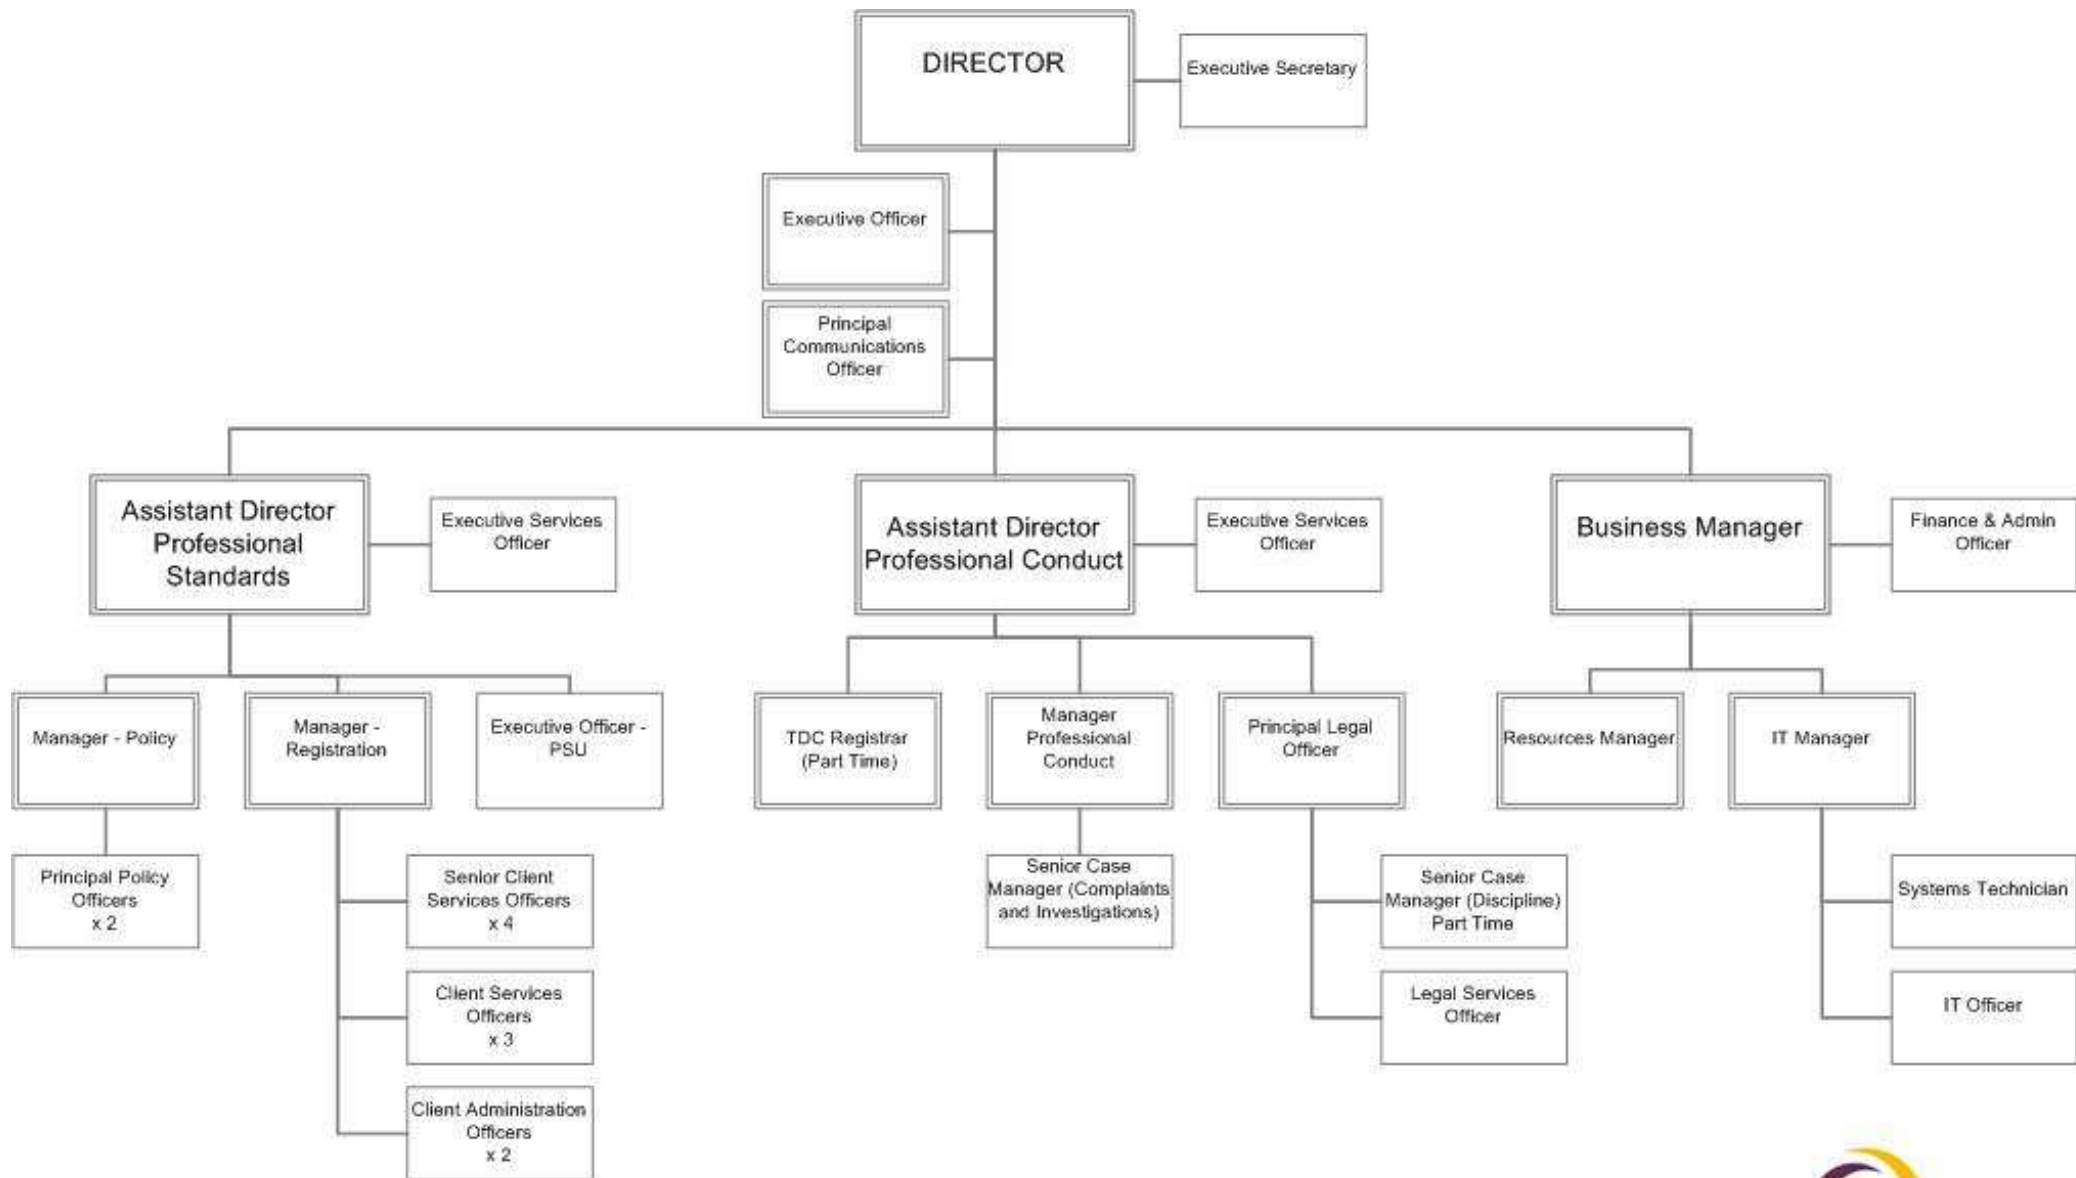 DIRECTOR
Executive Secretary
Executive Officer
Principal
Communications
Officer
Assistant Director
Professional
Standards
Executive Services
Officer
Assistant Director
Professional Conduct
Executive Services
Officer
Business Manager
Finance & Admin
Officer
Manager - Policy
Manager -
Registration
Executive Officer -
PSU
TDC Registrar
(Part Time)
Manager
Professional
Conduct
Principal Legal
Officer
Resources Manager
IT Manager
Principal Policy
Officers
x 2
Senior Client
Services Officers
x 4
Client Services
Officers
x 3
Client Administration
Officers
x 2
Senior Case
Manager (Complaints
and Investigations)
Senior Case
Manager (Discipline)
Part Time
Legal Services
Officer
Systems Technician
IT Officer